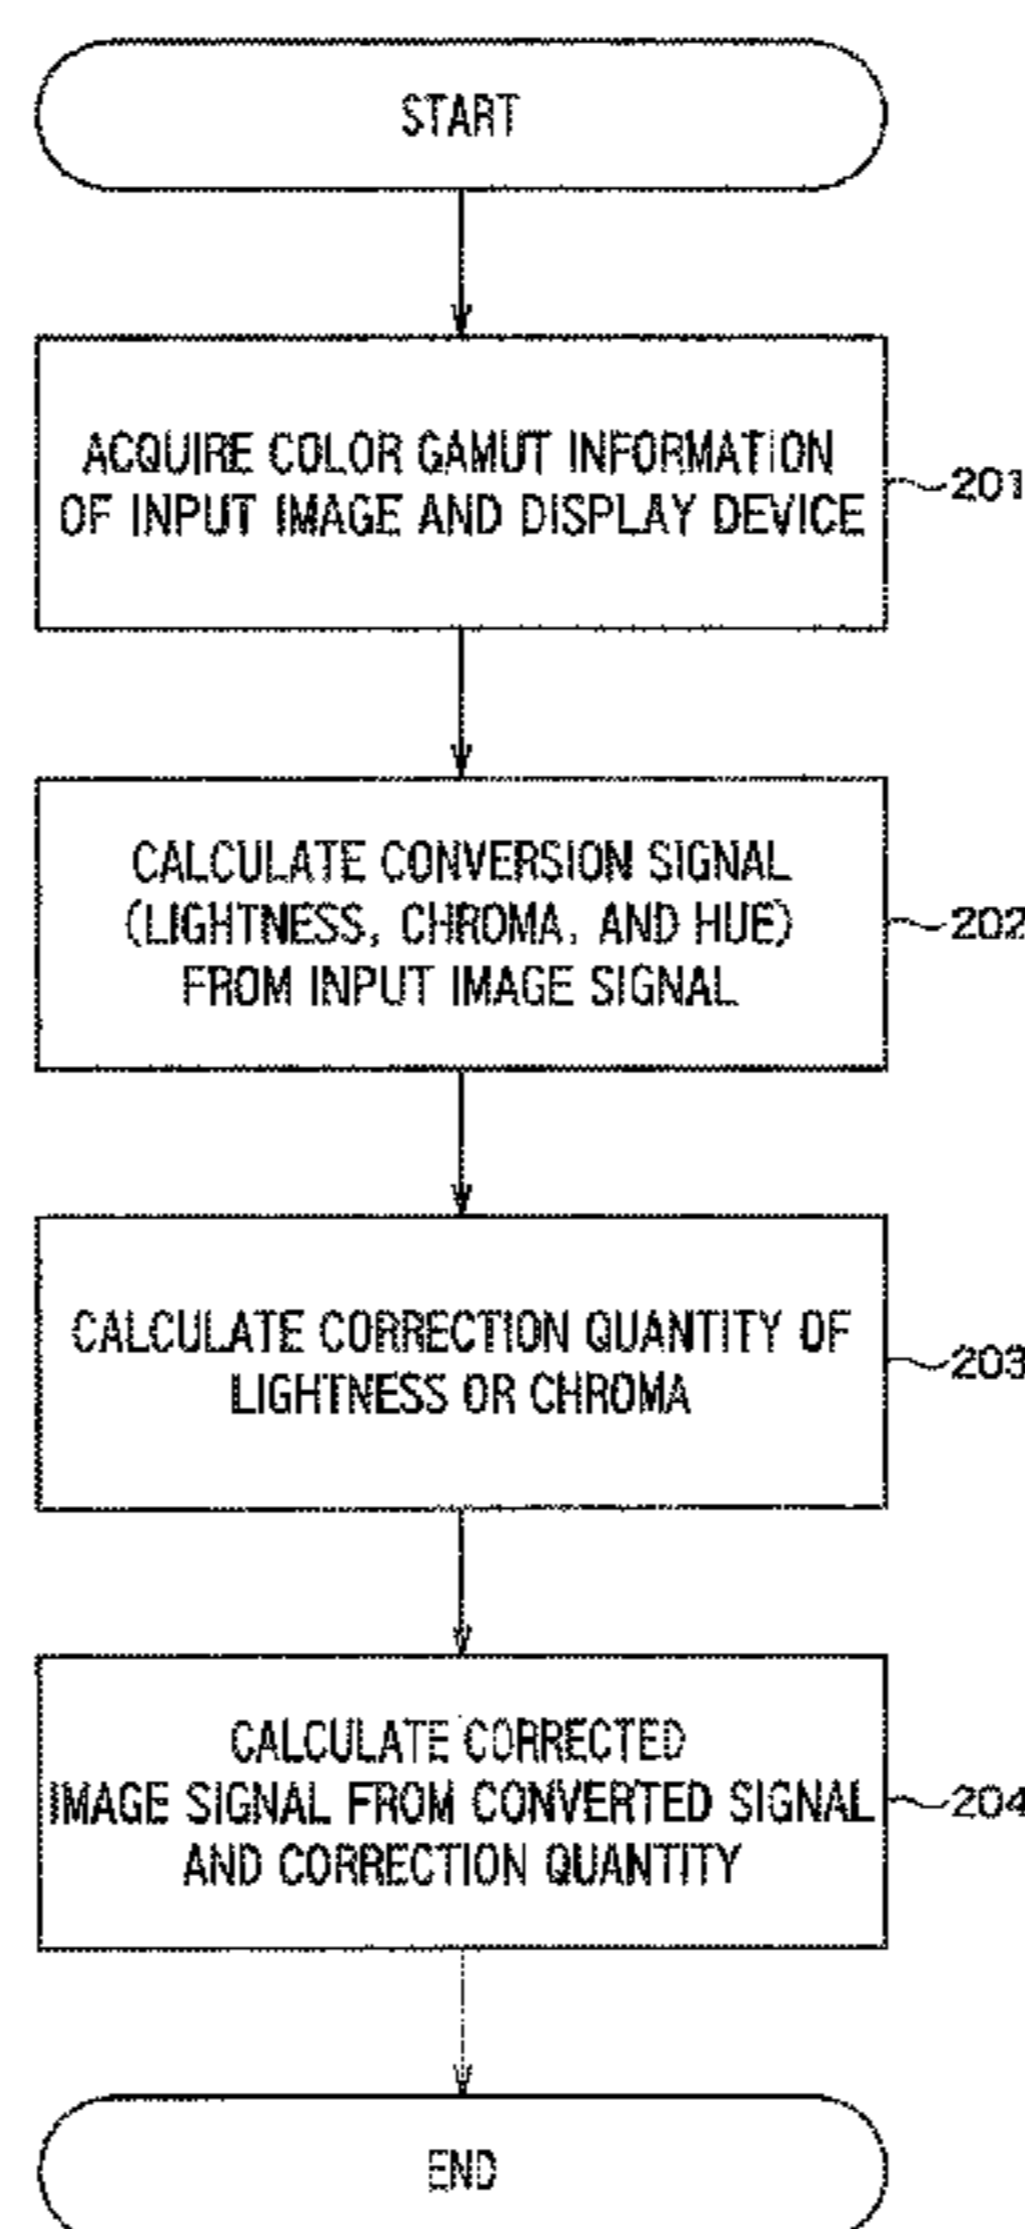 START
ACQUIRE COLOR GAMUT INFORMATION
OF INPUT IMAGE AND DISPLAY DEVICE
201
CALCULATE CONVERSION SIGNAL
(LIGHTNESS, CHROMA, AND HUE)
FROM INPUT IMAGE SIGNAL
202
CALCULATE CORRECTION QUANTITY OF
LIGHTNESS OR CHROMA
203
CALCULATE CORRECTED
IMAGE SIGNAL FROM CONVERTED SIGNAL
AND CORRECTION QUANTITY
204
END